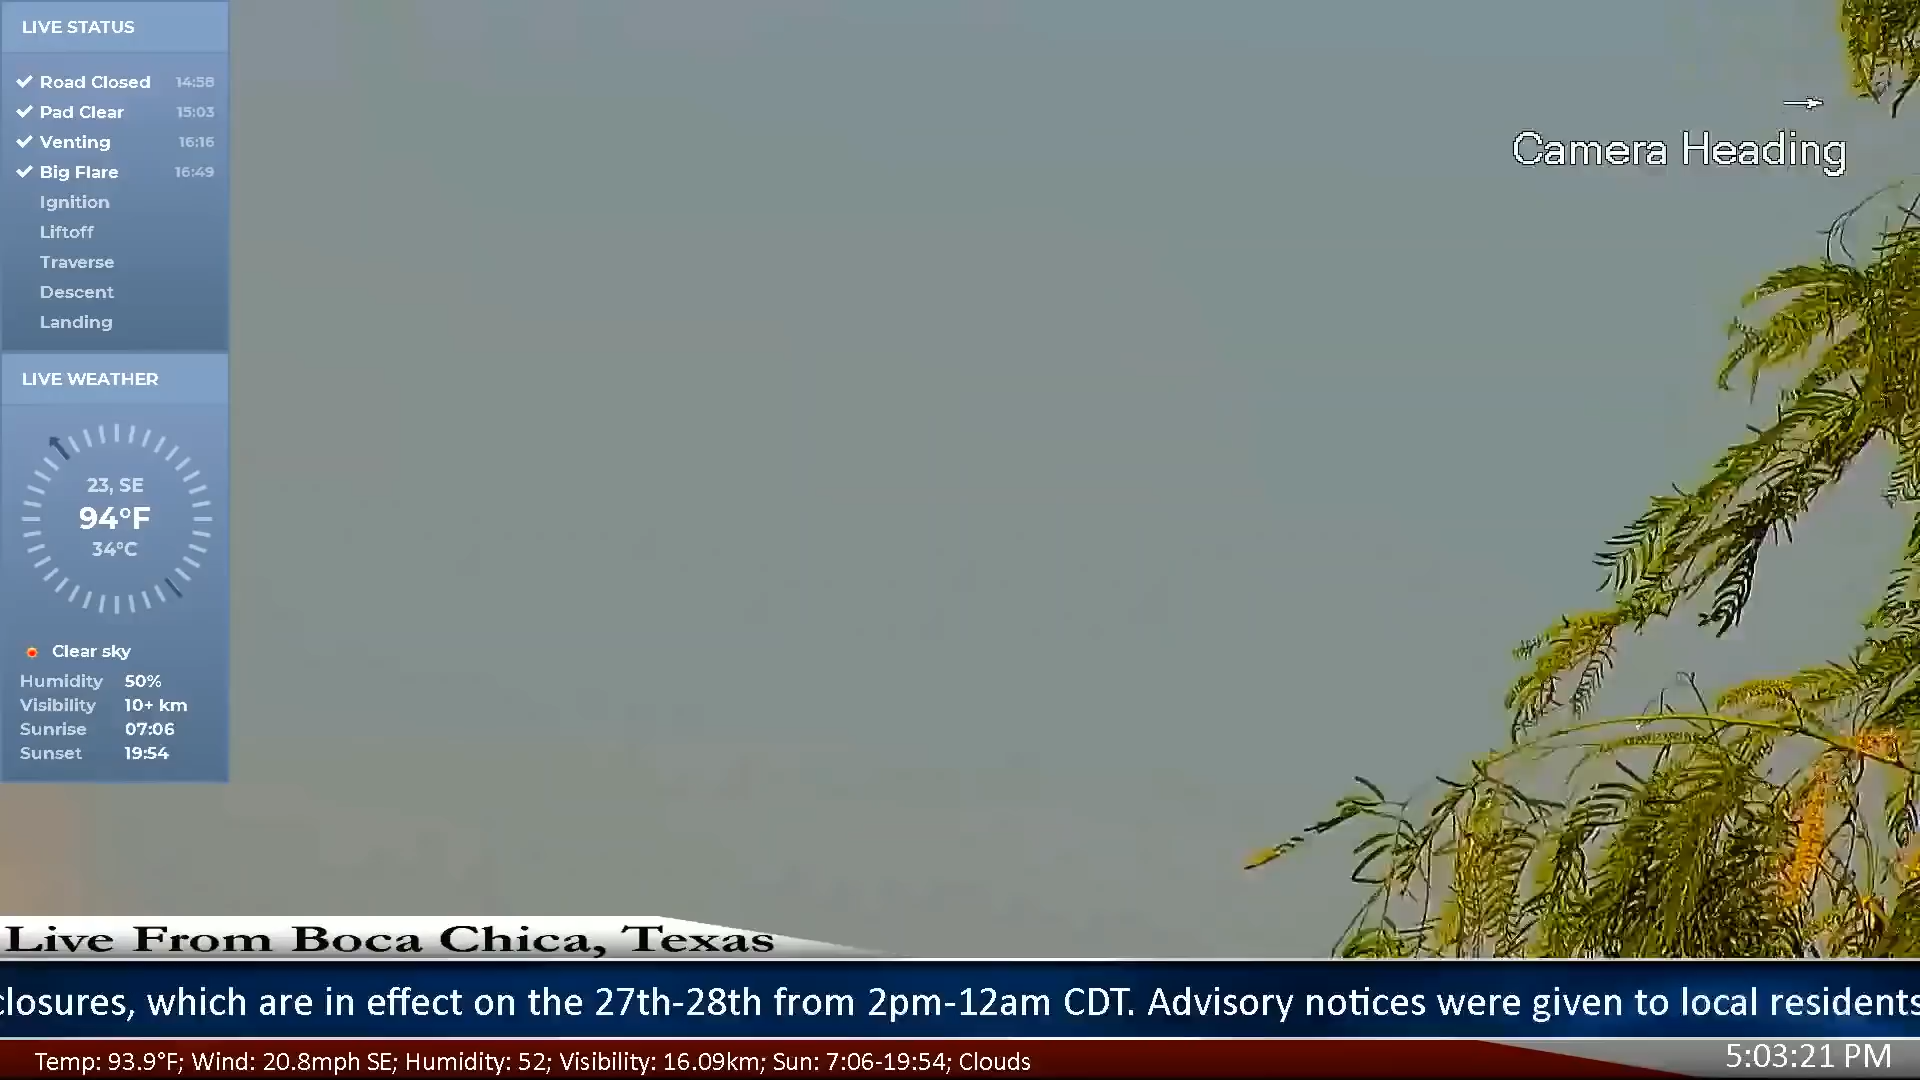 LIVE STATUS
Road Closed 14:58
Pad Clear 15:03
Venting 16:16
Big Flare 16:49
Ignition
Liftoff
Traverse
Descent
Landing
LIVE WEATHER
23, SE
94°F
34°C
Clear sky
Humidity 50%
Visibility 10+ km
Sunrise 07:06
Sunset 19:54
Camera Heading
Live From Boca Chica, Texas
closures, which are in effect on the 27th-28th from 2pm-12am CDT. Advisory notices were given to local residents
Temp: 93.9°F; Wind: 20.8mph SE; Humidity: 52; Visibility: 16.09km; Sun: 7:06-19:54; Clouds
5:03:21 PM